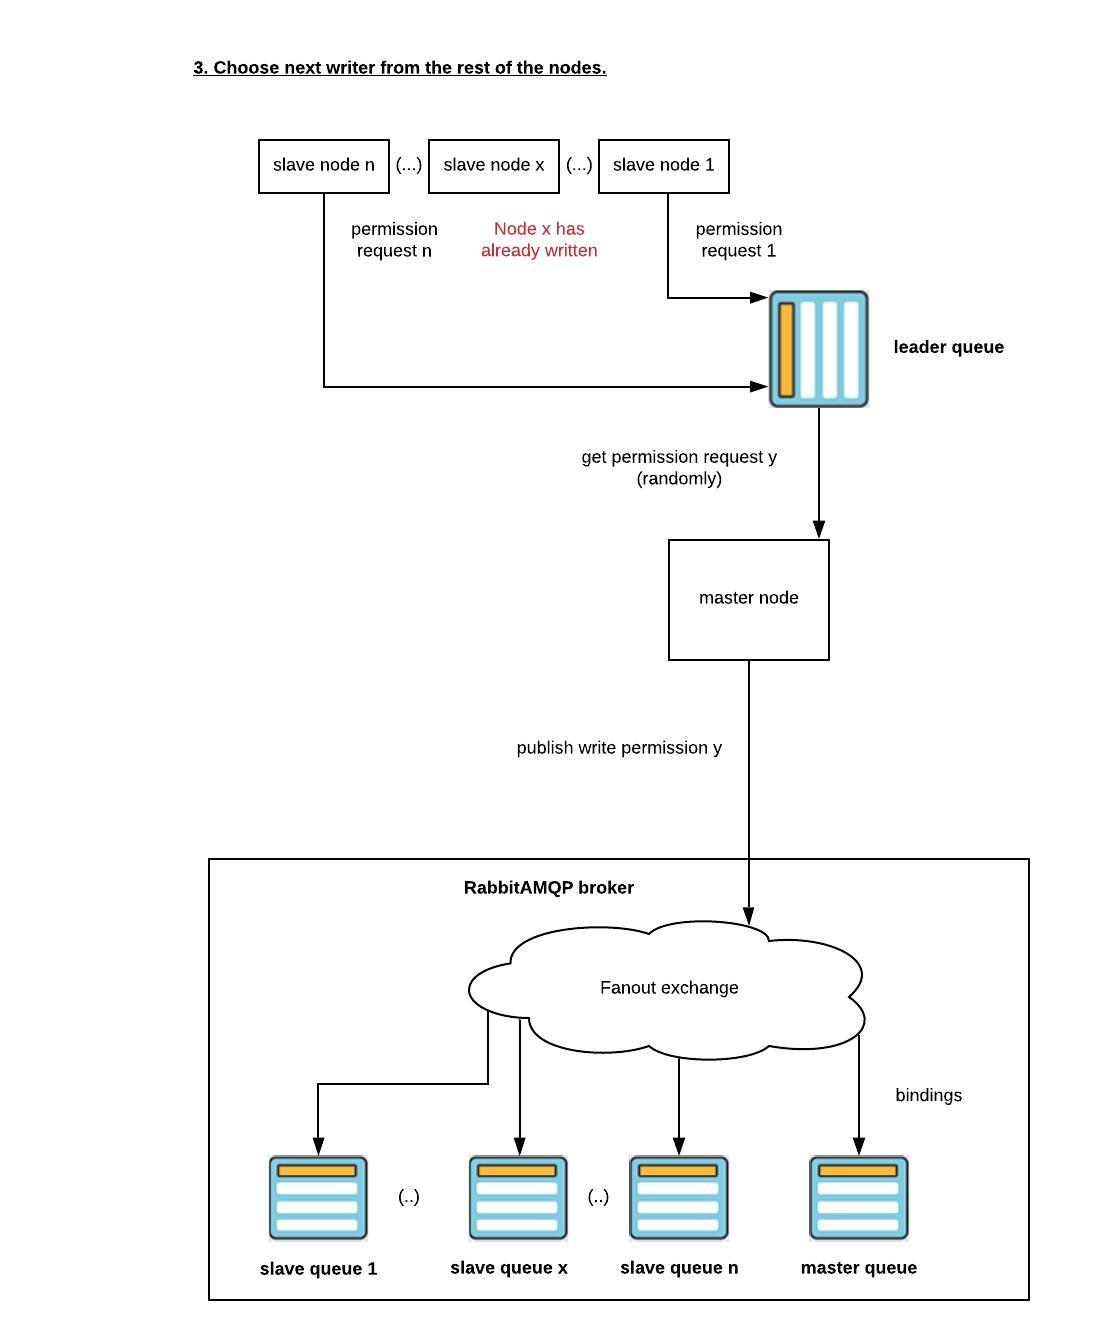 3. Choose next writer from the rest of the nodes.
slave node n
(...)
slave node x
(...)
slave node 1
permission
request n
Node x has
already written
permission
request 1
leader queue
get permission request y
(randomly)
master node
publish write permission y
RabbitAMQP broker
Fanout exchange
bindings
(..)
(..)
slave queue 1
slave queue x
slave queue n
master queue